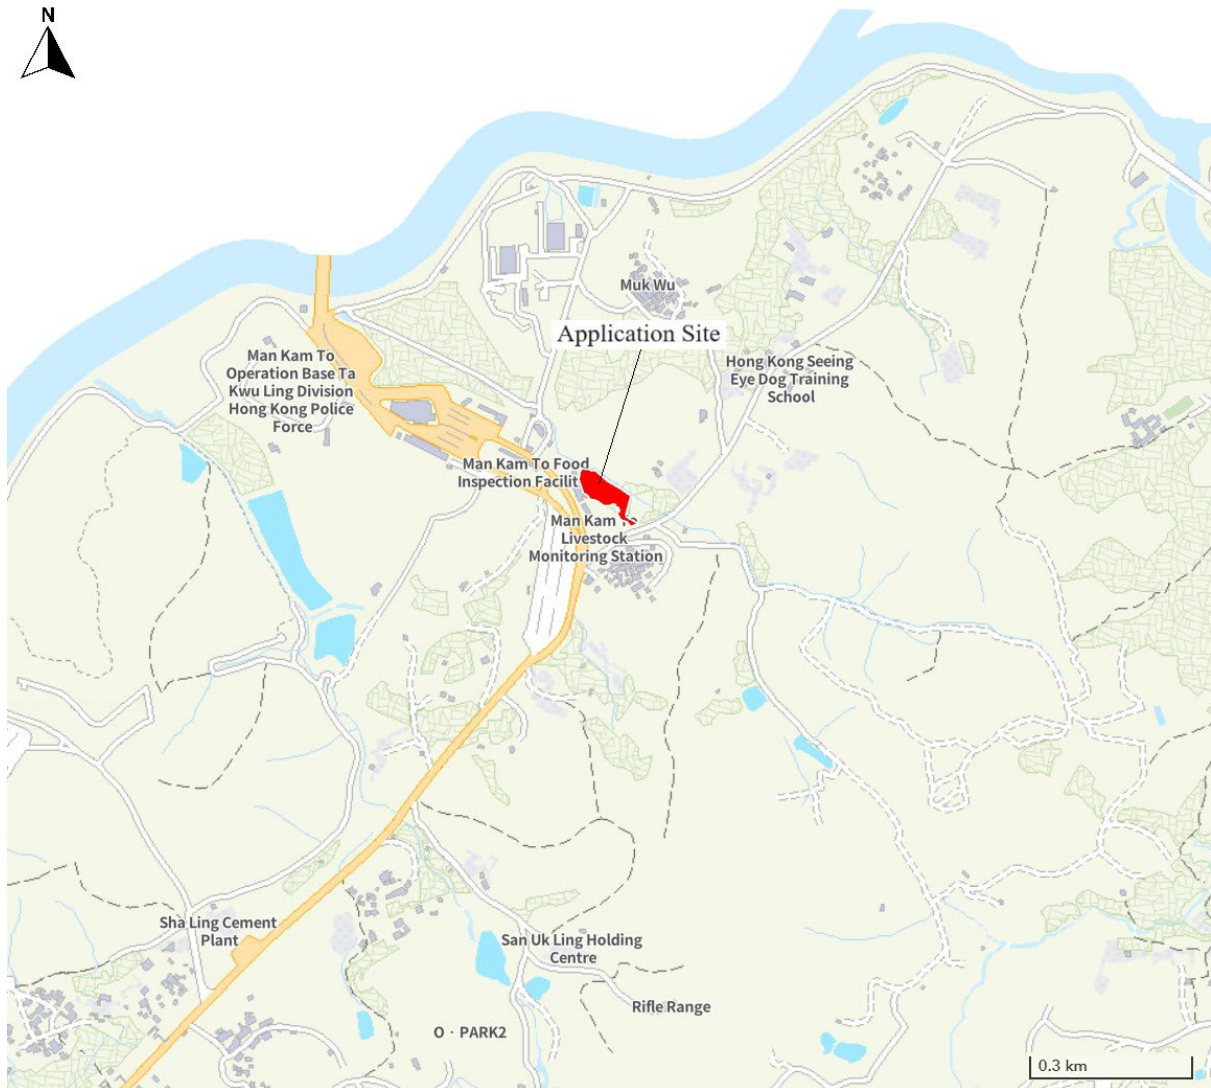 N
Muk Wu
Application Site
Man Kam To
Operation Base Ta
Kwu Ling Division
Hong Kong Police
Force
Hong Kong Seeing
Eye Dog Training
School
Man Kam To Food
Inspection Facilit
Man Kam To
Livestock
Monitoring Station
Sha Ling Cement
Plant
San Uk Ling Holding
Centre
Rifle Range
O · PARK2
0.3 km